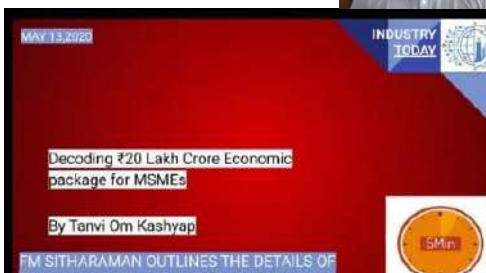 MAY 13,2020
INDUSTRY
TODAY
Decoding ₹20 Lakh Crore Economic
package for MSMEs
By Tanvi Om Kashyap
5Min
FM SITHARAMAN OUTLINES THE DETAILS OF